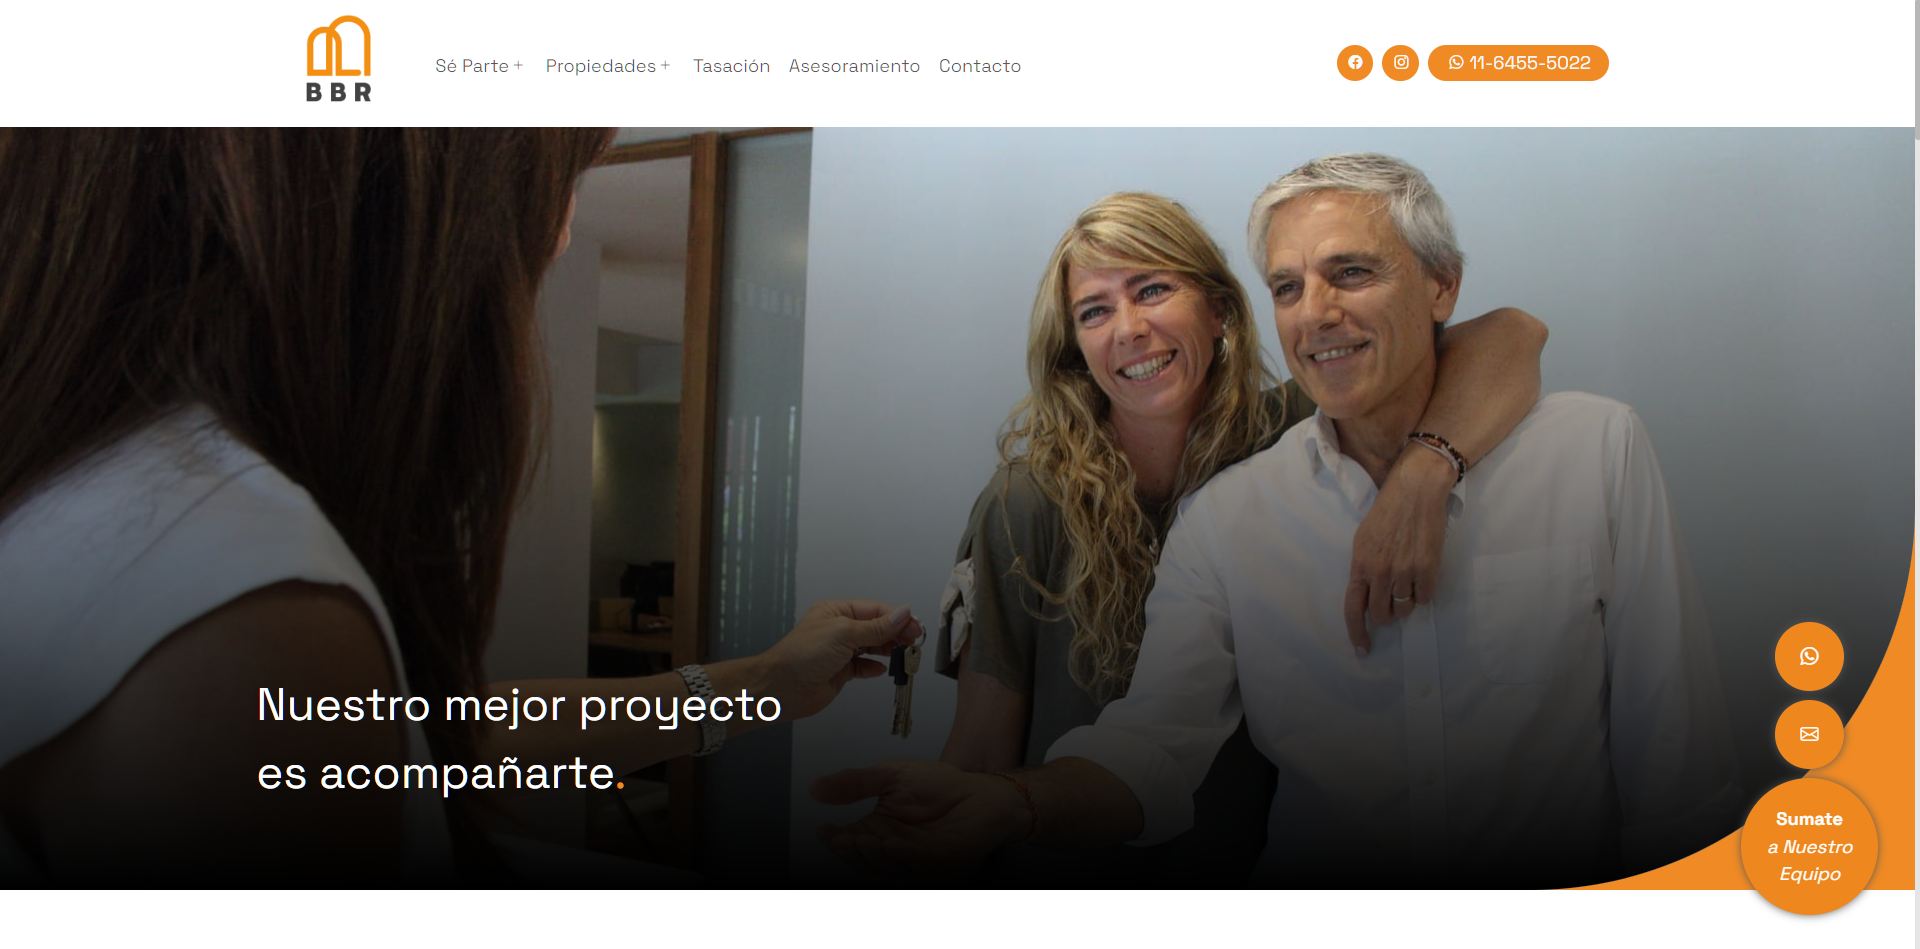 BBR
Sé Parte +
Propiedades +
Tasación
Asesoramiento
Contacto
11-6455-5022
Nuestro mejor proyecto
es acompañarte.
Sumate
a Nuestro
Equipo